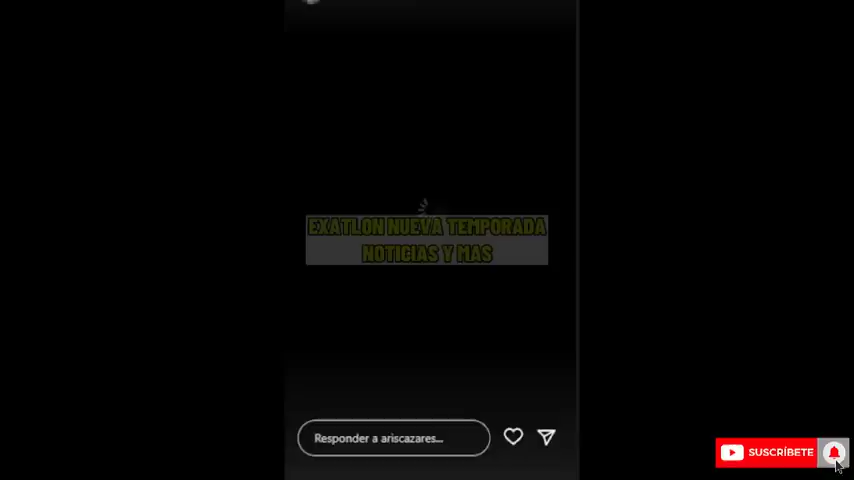 EXATLON NUEVA TEMPORADA
NOTICIAS Y MAS
Responder a ariscazares...
SUSCRÍBETE